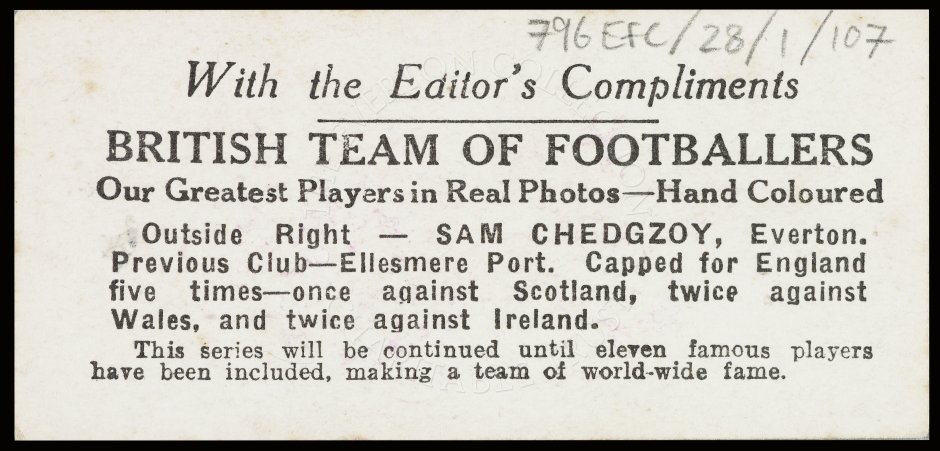 796 EFC/28/1/107
With the Editor's Compliments
BRITISH TEAM OF FOOTBALLERS
Our Greatest Players in Real Photos—Hand Coloured
Outside Right — SAM CHEDGZOY, Everton.
Previous Club—Ellesmere Port. Capped for England
five times—once against Scotland, twice against
Wales, and twice against Ireland.
This series will be continued until eleven famous players
have been included, making a team of world-wide fame.